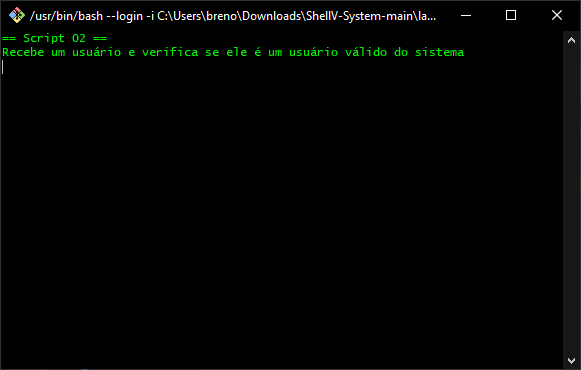 /usr/bin/bash --login -i C:\Users\breno\Downloads\ShellV-System-main\la...
== Script 02 ==
Recebe um usuário e verifica se ele é um usuário válido do sistema